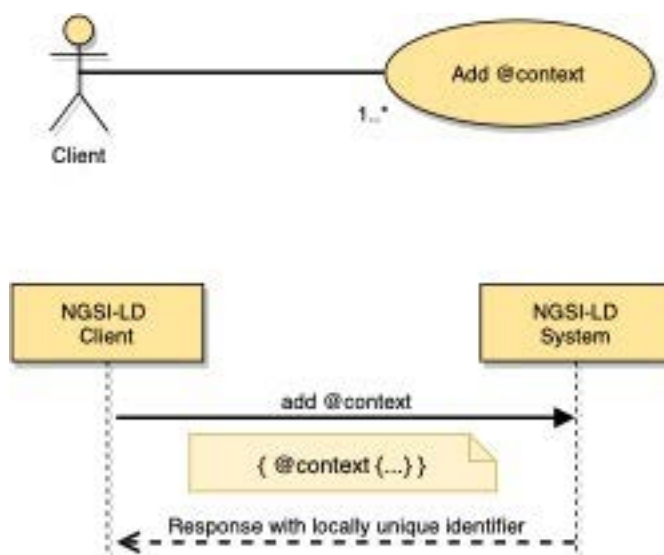 Add @context
1..*
Client
NGSI-LD
Client
NGSI-LD
System
add @context
{ @context {...} }
Response with locally unique identifier